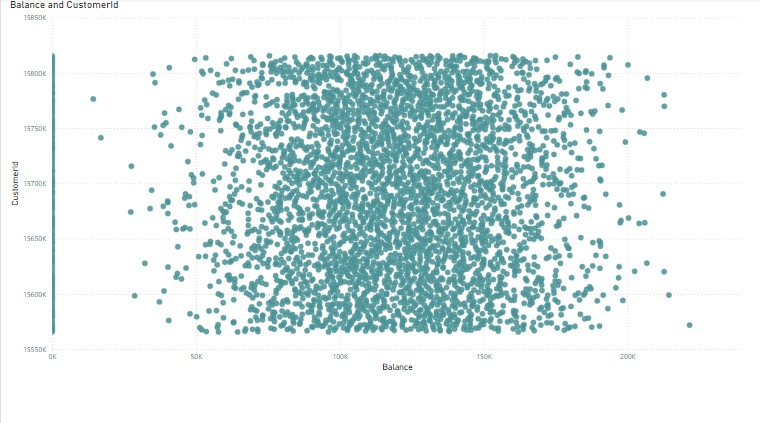 Balance and CustomerId
15850K
15800K
15750K
15700K
15650K
15600K
15550K
CustomerId
0K 50K 100K 150K 200K
Balance